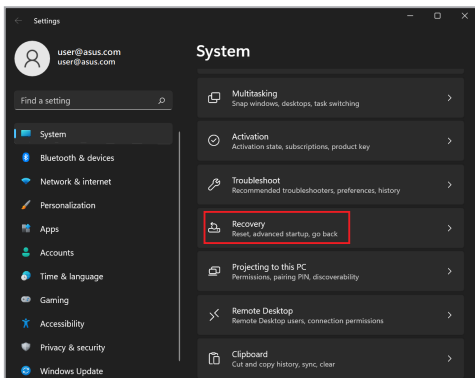 Settings
user@asus.com
user@asus.com
Find a setting
System
Bluetooth & devices
Network & internet
Personalization
Apps
Accounts
Time & language
Gaming
Accessibility
Privacy & security
Windows Update
System
Multitasking
Snap windows, desktops, task switching
Activation
Activation state, subscriptions, product key
Troubleshoot
Recommended troubleshooters, preferences, history
Recovery
Reset, advanced startup, go back
Projecting to this PC
Permissions, pairing PIN, discoverability
Remote Desktop
Remote Desktop users, connection permissions
Clipboard
Cut and copy history, sync, clear